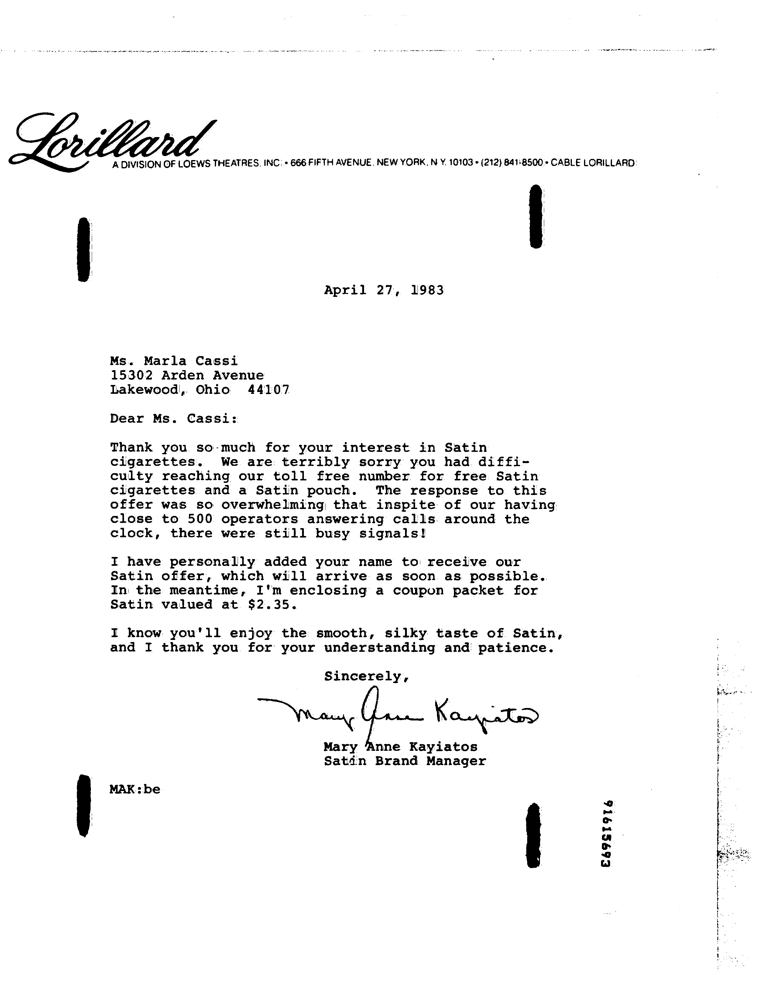 Lorillard
A DIVISION OF LOEWS THEATRES, INC. • 666 FIFTH AVENUE, NEW YORK, N.Y. 10103 • (212) 841-8500 • CABLE LORILLARD
April 27, 1983
Ms. Marla Cassi
15302 Arden Avenue
Lakewood, Ohio 44107
Dear Ms. Cassi:
Thank you so much for your interest in Satin
cigarettes. We are terribly sorry you had diffi-
culty reaching our toll free number for free Satin
cigarettes and a Satin pouch. The response to this
offer was so overwhelming that inspite of our having
close to 500 operators answering calls around the
clock, there were still busy signals!
I have personally added your name to receive our
Satin offer, which will arrive as soon as possible.
In the meantime, I'm enclosing a coupon packet for
Satin valued at $2.35.
I know you'll enjoy the smooth, silky taste of Satin,
and I thank you for your understanding and patience.
Sincerely,
Mary Anne Kayiatos
Mary Anne Kayiatos
Satin Brand Manager
MAK:be
91615693